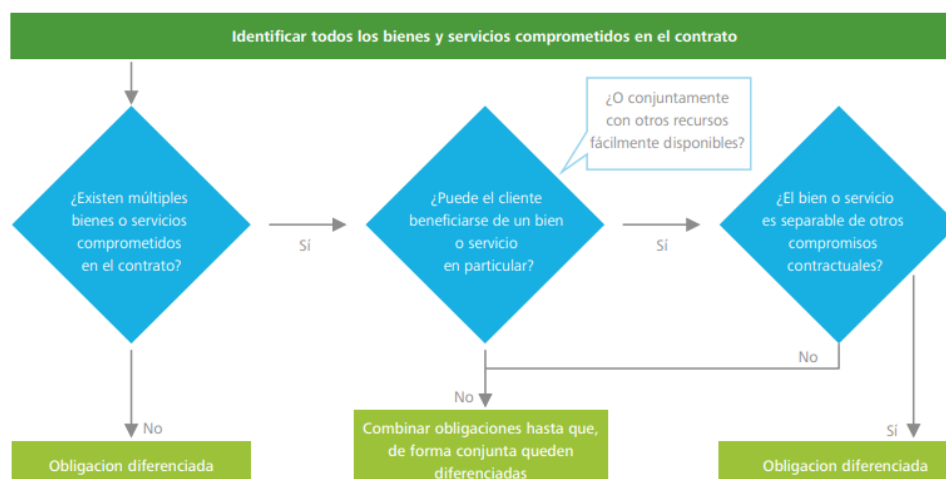 Identificar todos los bienes y servicios comprometidos en el contrato
¿O conjuntamente
con otros recursos
fácilmente disponibles?
¿Existen múltiples
bienes o servicios
comprometidos
en el contrato?
Sí
¿Puede el cliente
beneficiarse de un bien
o servicio
en particular?
Sí
¿El bien o servicio
es separable de otros
compromisos
contractuales?
No
No
No
Sí
Obligacion diferenciada
Combinar obligaciones hasta que,
de forma conjunta queden
diferenciadas
Obligacion diferenciada